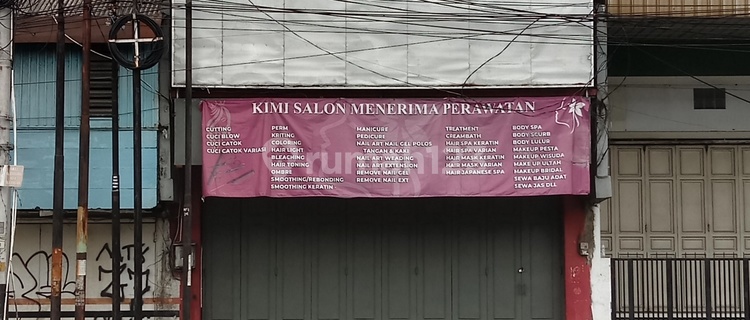 KIMI SALON MENERIMA PERAWATAN
CUTTING
CUCI BLOW
CUCI CATOK
CUCI CATOK VARIASI
PERM
KRITING
COLORING
HAIR LIGHT
BLEACHING
HAIR TONING
OMBRE
SMOOTHING/REBONDING
SMOOTHING KERATIN
MANICURE
PEDICURE
NAIL ART NAIL GEL POLOS
TANGAN & KAKI
NAIL ART WEADING
NAIL ART EXTENSION
REMOVE NAIL GEL
REMOVE NAIL EXT
TREATMENT
CREAMBATH
HAIR SPA KERATIN
HAIR SPA VARIAN
HAIR MASK KERATIN
HAIR MASK VARIAN
HAIR JAPANESE SPA
BODY SPA
BODY SCURB
BODY LULUR
MAKEUP PESTA
MAKEUP WISUDA
MAKE UP ULTAH
MAKEUP BRIDAL
SEWA BAJU ADAT
SEWA JAS DLL